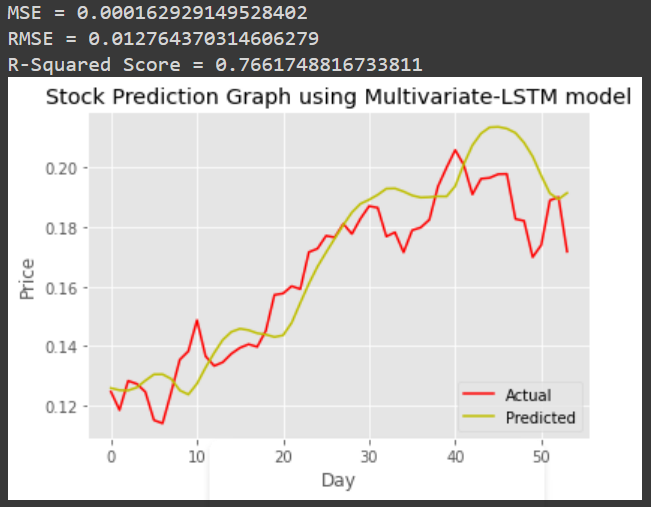 MSE = 0.000162929149528402
RMSE = 0.012764370314606279
R-Squared Score = 0.7661748816733811
Stock Prediction Graph using Multivariate-LSTM model
0.20
0.18
0.16
0.14
0.12
Price
Actual
Predicted
0 10 20 30 40 50
Day